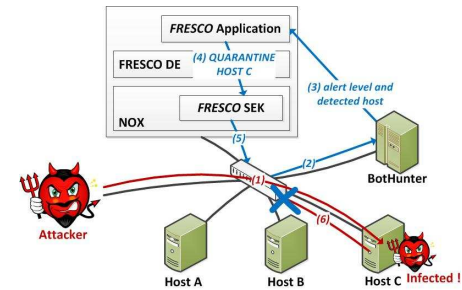 FRESCO Application
(4) QUARANTINE
HOST C
FRESCO DE
(3) alert level and
detected host
FRESCO SEK
NOX
(5)
(2)
BotHunter
(1)
Attacker
(6)
Host A
Host B
Host C
Infected !